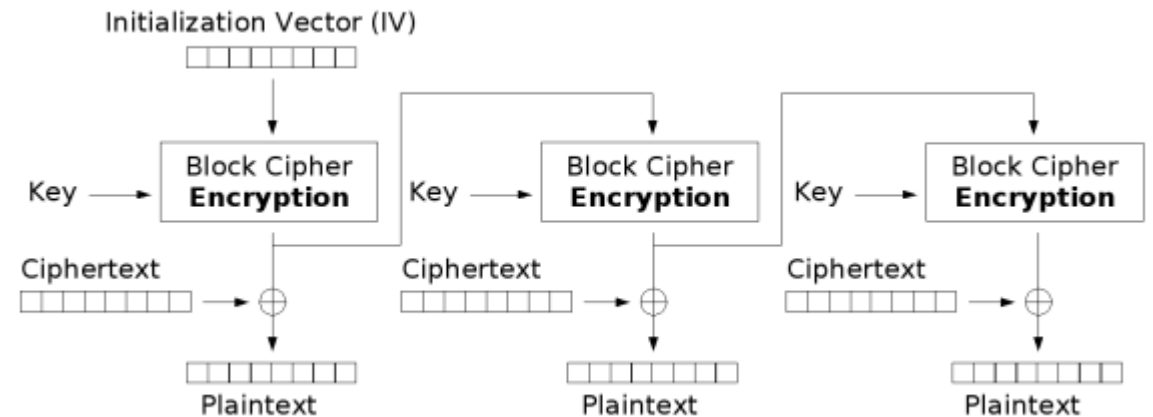 Initialization Vector (IV)
Block Cipher
Encryption
Block Cipher
Encryption
Block Cipher
Encryption
Key
Key
Key
Ciphertext
Ciphertext
Ciphertext
Plaintext
Plaintext
Plaintext